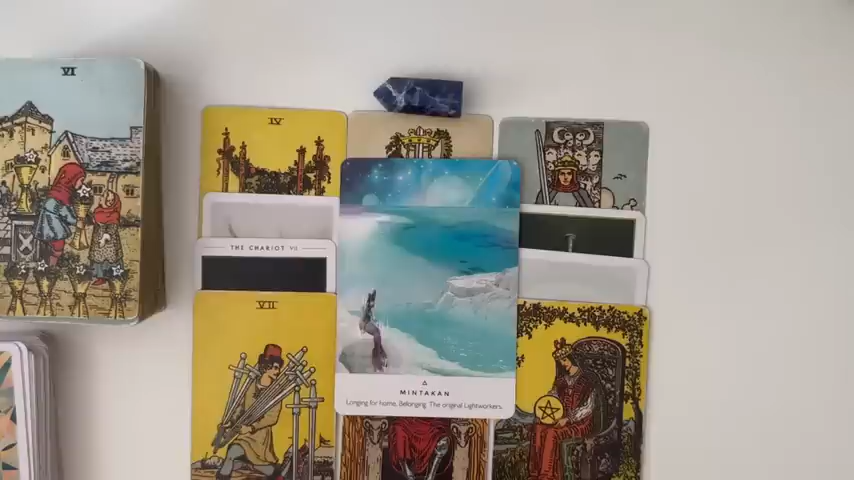 VI
IV
THE CHARIOT VII
VII
MINTAKAN
Longing for home. Belonging. The original Lightworkers.